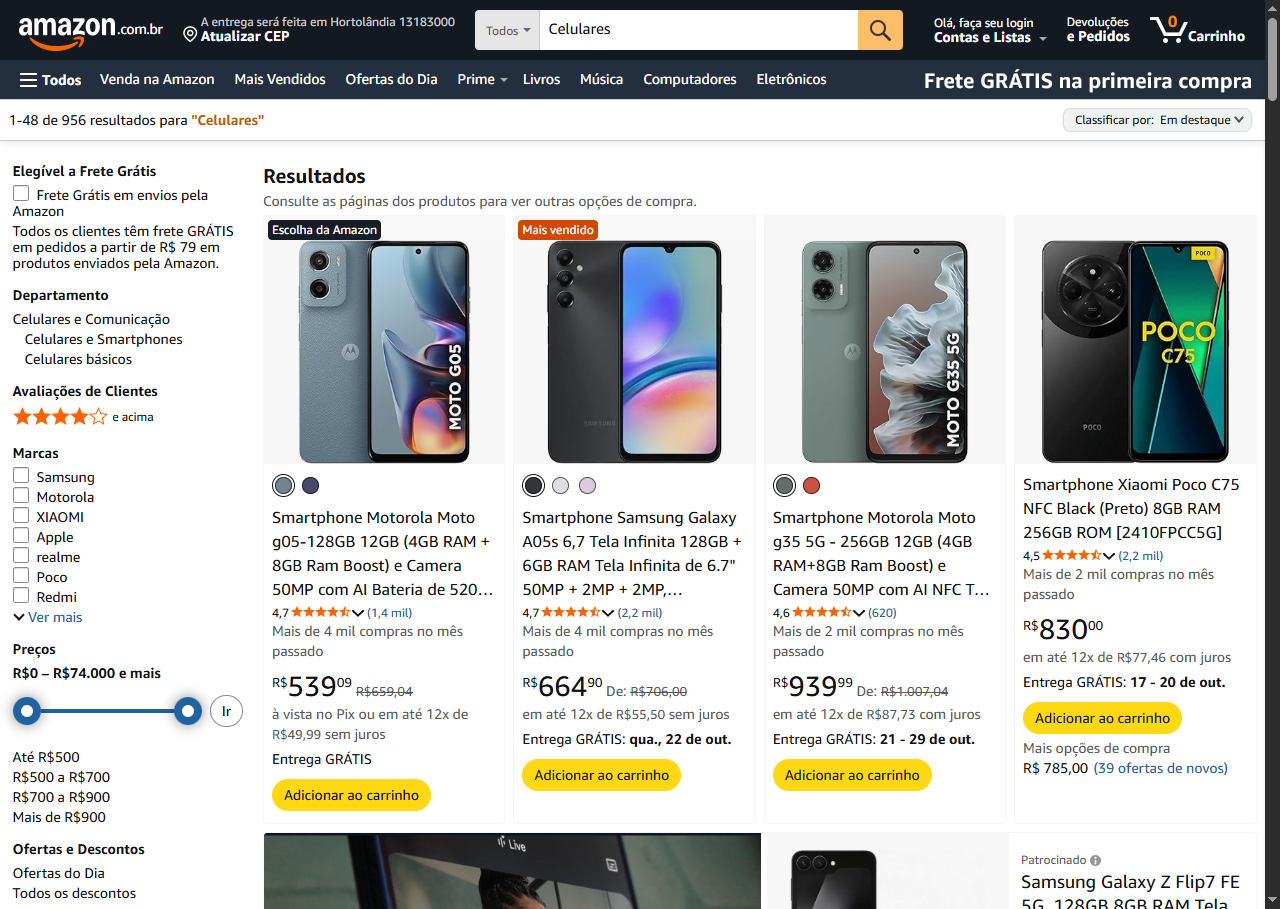 amazon.com.br
A entrega será feita em Hortolândia 13183000
Atualizar CEP
Todos
Celulares
Olá, faça seu login
Contas e Listas
Devoluções
e Pedidos
0
Carrinho
Todos
Venda na Amazon
Mais Vendidos
Ofertas do Dia
Prime
Livros
Música
Computadores
Eletrônicos
Frete GRÁTIS na primeira compra
1-48 de 956 resultados para "Celulares"
Classificar por: Em destaque
Elegível a Frete Grátis
Frete Grátis em envios pela
Amazon
Todos os clientes têm frete GRÁTIS
em pedidos a partir de R$ 79 em
produtos enviados pela Amazon.
Departamento
Celulares e Comunicação
Celulares e Smartphones
Celulares básicos
Avaliações de Clientes
e acima
Marcas
Samsung
Motorola
XIAOMI
Apple
realme
Poco
Redmi
Ver mais
Preços
R$0 – R$74.000 e mais
Ir
Até R$500
R$500 a R$700
R$700 a R$900
Mais de R$900
Ofertas e Descontos
Ofertas do Dia
Todos os descontos
Resultados
Consulte as páginas dos produtos para ver outras opções de compra.
Escolha da Amazon
MOTO G05
Smartphone Motorola Moto
g05-128GB 12GB (4GB RAM +
8GB Ram Boost) e Camera
50MP com AI Bateria de 520…
4,7 (1,4 mil)
Mais de 4 mil compras no mês
passado
R$53909 R$659,04
à vista no Pix ou em até 12x de
R$49,99 sem juros
Entrega GRÁTIS
Adicionar ao carrinho
Mais vendido
SAMSUNG
Smartphone Samsung Galaxy
A05s 6,7 Tela Infinita 128GB +
6GB RAM Tela Infinita de 6.7"
50MP + 2MP + 2MP,…
4,7 (2,2 mil)
Mais de 4 mil compras no mês
passado
R$66490 De: R$706,00
em até 12x de R$55,50 sem juros
Entrega GRÁTIS: qua., 22 de out.
Adicionar ao carrinho
MOTO G35 5G
Smartphone Motorola Moto
g35 5G - 256GB 12GB (4GB
RAM+8GB Ram Boost) e
Camera 50MP com AI NFC T…
4,6 (620)
Mais de 2 mil compras no mês
passado
R$93999 De: R$1.007,04
em até 12x de R$87,73 com juros
Entrega GRÁTIS: 21 - 29 de out.
Adicionar ao carrinho
POCO
POCO
C75
POCO
Smartphone Xiaomi Poco C75
NFC Black (Preto) 8GB RAM
256GB ROM [2410FPCC5G]
4,5 (2,2 mil)
Mais de 2 mil compras no mês
passado
R$83000
em até 12x de R$77,46 com juros
Entrega GRÁTIS: 17 - 20 de out.
Adicionar ao carrinho
Mais opções de compra
R$ 785,00 (39 ofertas de novos)
Live
Patrocinado
Samsung Galaxy Z Flip7 FE
5G, 128GB 8GB RAM Tela